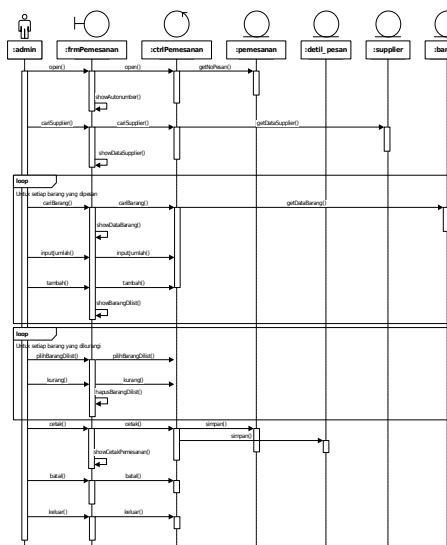 :admin :frmPemesanan :ctrlPemesanan :pemesanan :detil_pesan :supplier :bar
open() open() getNoPesan()
showAutonumber()
cariSupplier() cariSupplier() getDataSupplier()
showDataSupplier()
loop
Untuk setiap barang yang dipesan
cariBarang() cariBarang() getDataBarang()
showDataBarang()
inputJumlah() inputJumlah()
tambah() tambah()
showBarangDilist()
loop
Untuk setiap barang yang dikurangi
pilihBarangDilist() pilihBarangDilist()
kurang() kurang()
hapusBarangDilist()
cetak() cetak() simpan()
simpan()
showCetakPemesanan()
batal() batal()
keluar() keluar()